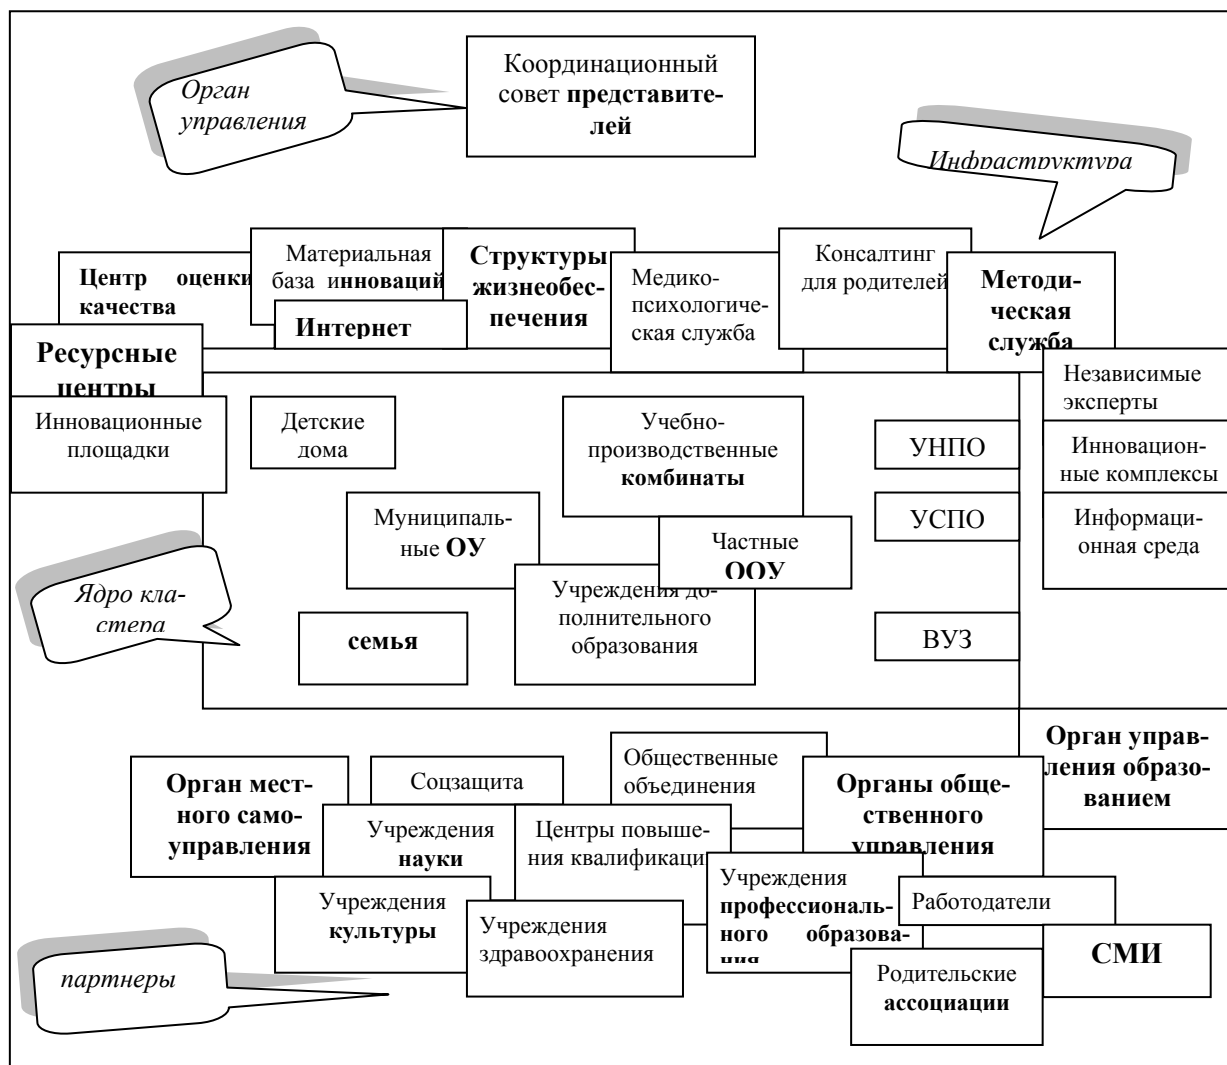 Орган
управления
Координационный
совет представите-
лей
Инфраструктура
Центр оценки
качества
Материальная
база инноваций
Интернет
Структуры
жизнеобес-
печения
Медико-
психологиче-
ская служба
Консалтинг
для родителей
Методи-
ческая
служба
Ресурсные
центры
Инновационные
площадки
Независимые
эксперты
Инновацион-
ные комплексы
Информаци-
онная среда
Детские
дома
Учебно-
производственные
комбинаты
УНПО
Муниципаль-
ные ОУ
Частные
ООУ
УСПО
Ядро кла-
стера
семья
Учреждения до-
полнительного
образования
ВУЗ
Орган управ-
ления образо-
ванием
Орган мест-
ного само-
управления
Соцзащита
Общественные
объединения
Органы обще-
ственного
управления
Учреждения
науки
Центры повыше-
ния квалификаци
Учреждения
культуры
Учреждения
здравоохранения
Учреждения
профессиональ-
ного образова-
ния
Работодатели
СМИ
Родительские
ассоциации
партнеры